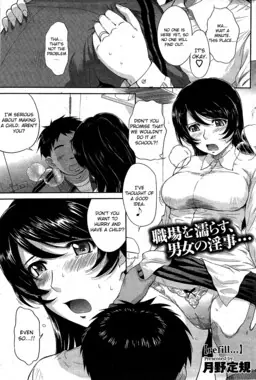 WAIT A
MINUTE,
THIS
PLACE...
NO ONE IS
HERE YET, SO
NO ONE WILL
FIND OUT.
THA...
THAT'S
NOT THE
PROBLEM
IT'S
OKAY.
I'M SERIOUS
ABOUT MAKING
A CHILD. AREN'T
YOU?
DIDN'T YOU
PROMISE THAT
WE WOULDN'T
DO IT AT
SCHOOL?!
I'VE
THOUGHT OF
A GOOD
IDEA.
DON'T YOU
WANT TO
HURRY AND
HAVE A CHILD?
EVEN
SO...!!
職場を濡らす、
男女の淫事…
【refill...】
月野定規